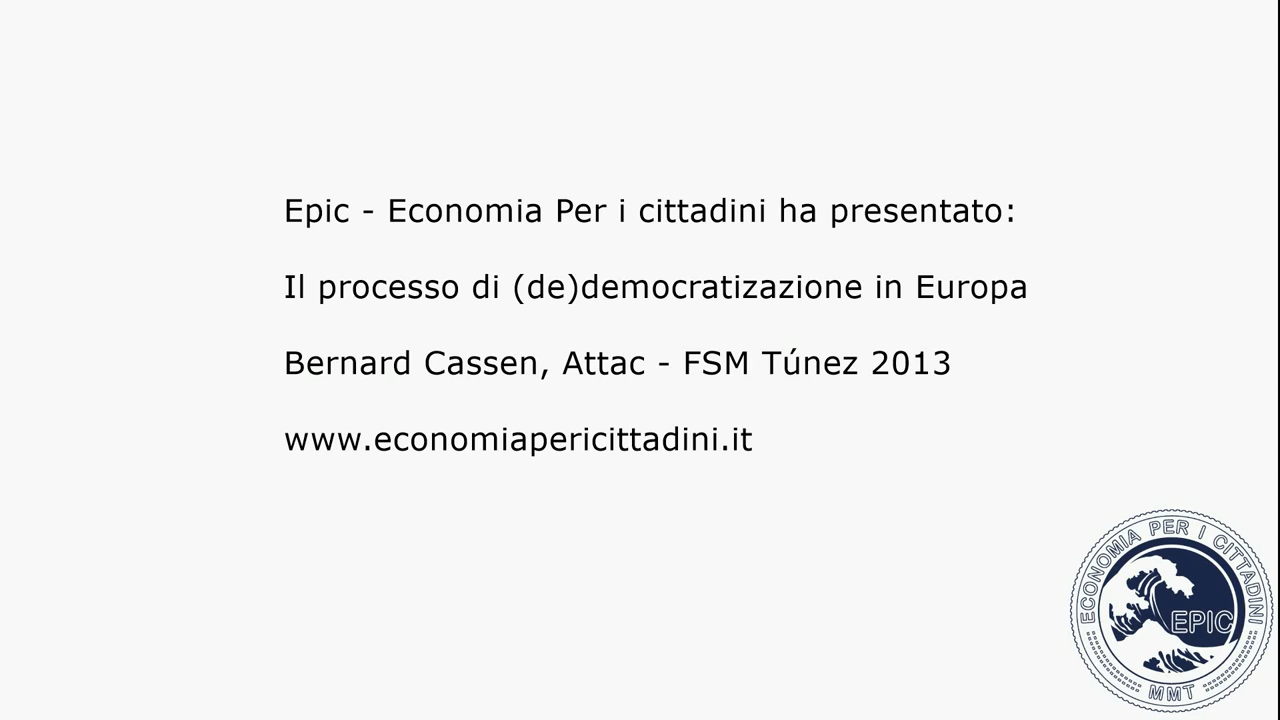 Epic - Economia Per i cittadini ha presentato:
Il processo di (de)democratizazione in Europa
Bernard Cassen, Attac - FSM Túnez 2013
www.economiapericittadini.it
ECONOMIA PER I CITTADINI
EPIC
MMT